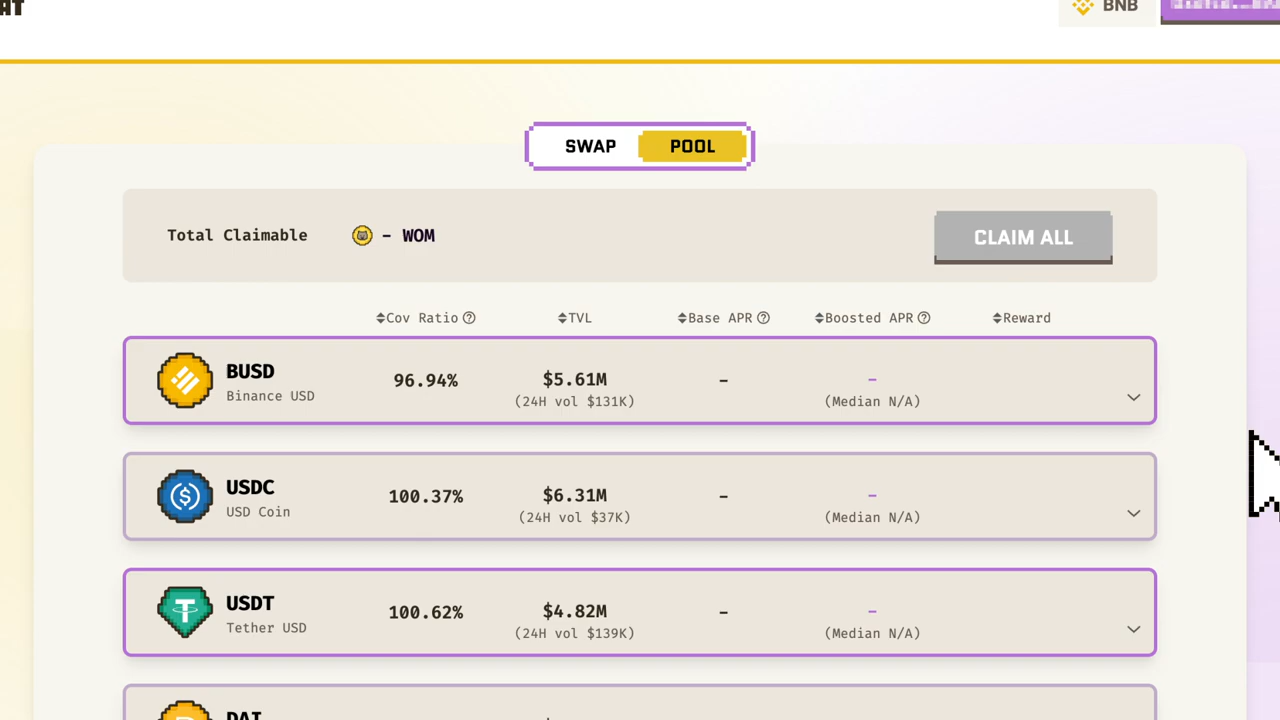 AT
BNB
SWAP
POOL
Total Claimable
– WOM
CLAIM ALL
Cov Ratio
TVL
Base APR
Boosted APR
Reward
BUSD
Binance USD
96.94%
$5.61M
(24H vol $131K)
–
–
(Median N/A)
USDC
USD Coin
100.37%
$6.31M
(24H vol $37K)
–
–
(Median N/A)
USDT
Tether USD
100.62%
$4.82M
(24H vol $139K)
–
–
(Median N/A)
DAI